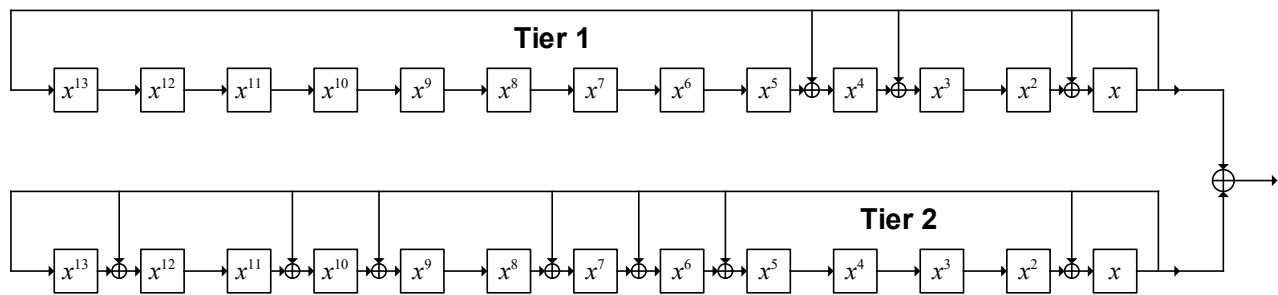 Tier 1
x¹³ x¹² x¹¹ x¹⁰ x⁹ x⁸ x⁷ x⁶ x⁵ x⁴ x³ x² x
Tier 2
x¹³ x¹² x¹¹ x¹⁰ x⁹ x⁸ x⁷ x⁶ x⁵ x⁴ x³ x² x